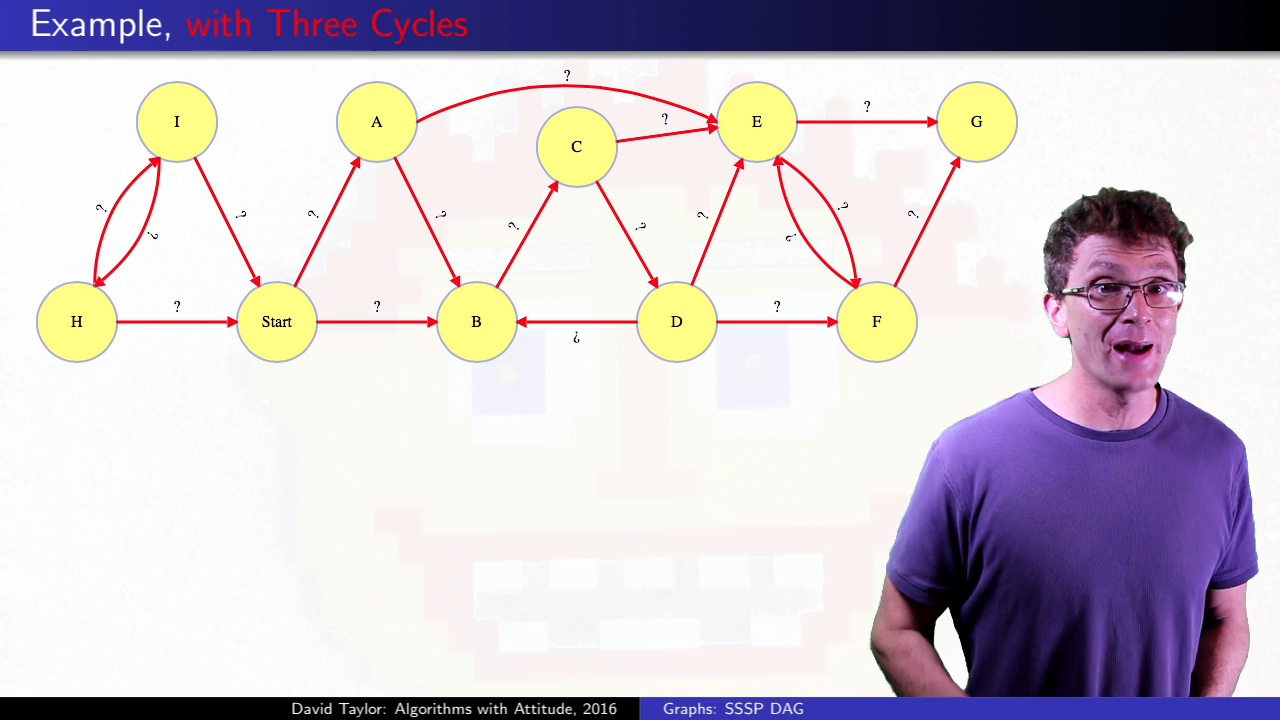 Example, with Three Cycles
?
I A E G
? ?
C
? ? ? ? ? ? ? ? ? ?
? ? ? ?
H Start B D F
¿
David Taylor: Algorithms with Attitude, 2016 Graphs: SSSP DAG